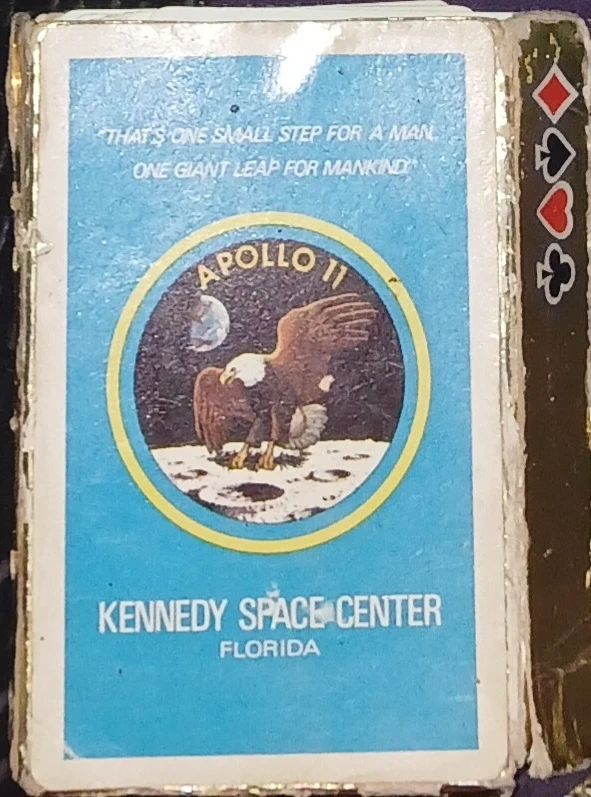 "THAT'S ONE SMALL STEP FOR A MAN,
ONE GIANT LEAP FOR MANKIND"
APOLLO 11
KENNEDY SPACE CENTER
FLORIDA